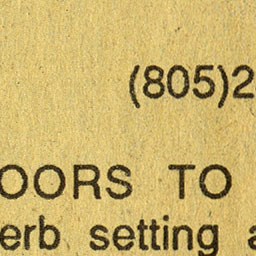 (805)2
OORS TO
erb setting a